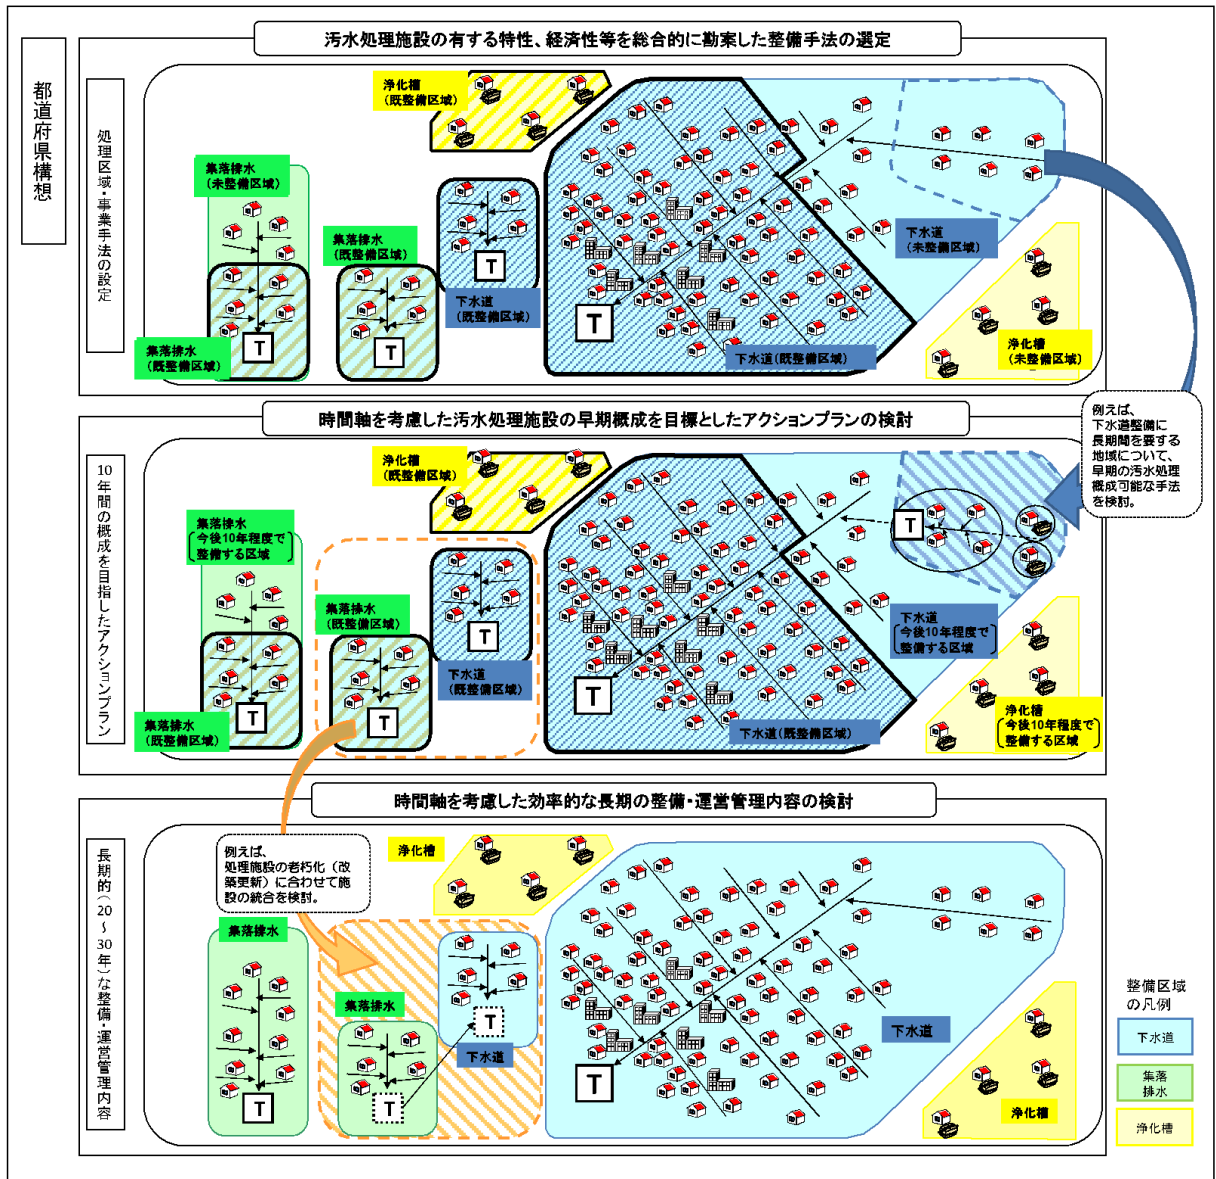 都道府県構想
汚水処理施設の有する特性、経済性等を総合的に勘案した整備手法の選定
処理区域・事業手法の設定
浄化槽
(既整備区域)
集落排水
(未整備区域)
集落排水
(既整備区域)
下水道
(未整備区域)
T
T
T
下水道
(既整備区域)
T
集落排水
(既整備区域)
下水道(既整備区域)
浄化槽
(未整備区域)
時間軸を考慮した汚水処理施設の早期概成を目標としたアクションプランの検討
例えば、
下水道整備に
長期間を要する
地域について、
早期の汚水処理
概成可能な手法
を検討。
10年間の概成を目指したアクションプラン
浄化槽
(既整備区域)
集落排水
今後10年程度で
整備する区域
T
集落排水
(既整備区域)
下水道
今後10年程度で
整備する区域
T
下水道
(既整備区域)
T
T
T
集落排水
(既整備区域)
下水道(既整備区域)
浄化槽
今後10年程度で
整備する区域
時間軸を考慮した効率的な長期の整備・運営管理内容の検討
長期的(20~30年)な整備・運営管理内容
例えば、
処理施設の老朽化(改
築更新)に合わせて施
設の統合を検討。
浄化槽
集落排水
集落排水
T
下水道
下水道
T
T
T
浄化槽
整備区域
の凡例
下水道
集落
排水
浄化槽